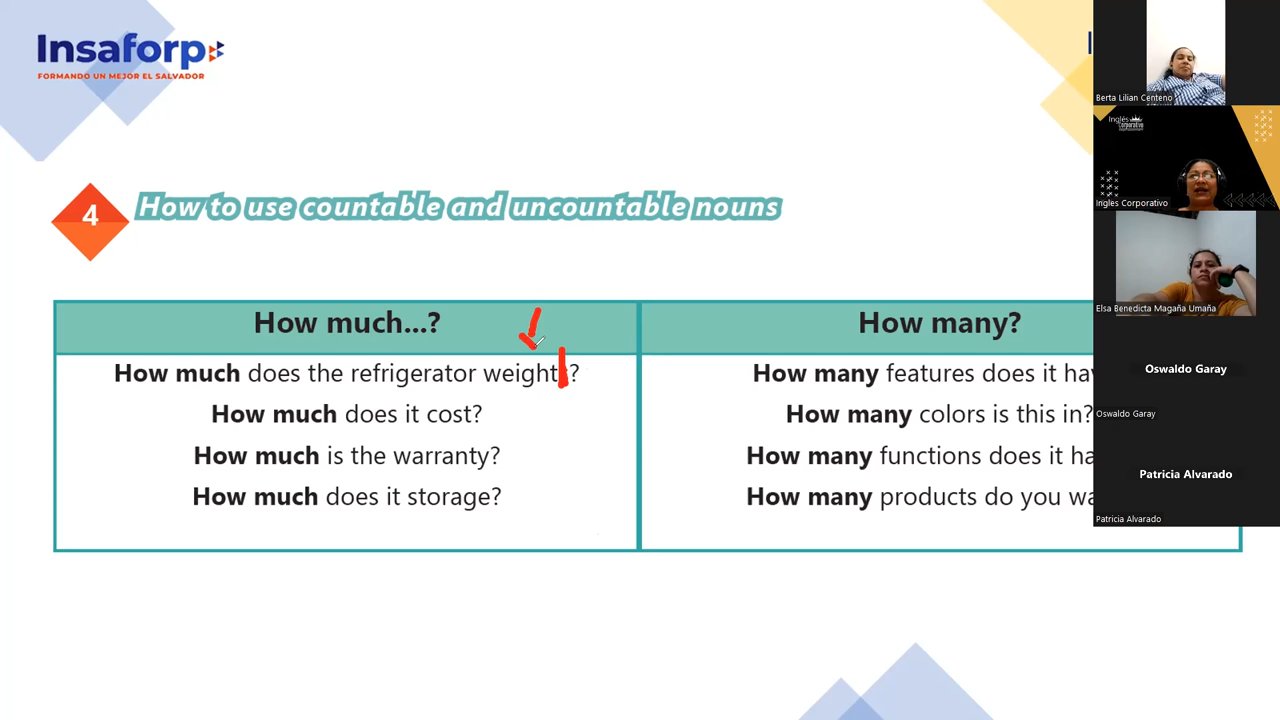 Insaforp
FORMANDO UN MEJOR EL SALVADOR
4
How to use countable and uncountable nouns
How much...?
How much does the refrigerator weights?
How much does it cost?
How much is the warranty?
How much does it storage?
How many?
How many features does it
How many colors is this in?
How many functions does it
How many products do you
Berta Lilian Centeno
Inglés
Corporativo
Ingles Corporativo
Elsa Benedicta Magaña Umaña
Oswaldo Garay
Oswaldo Garay
Patricia Alvarado
Patricia Alvarado